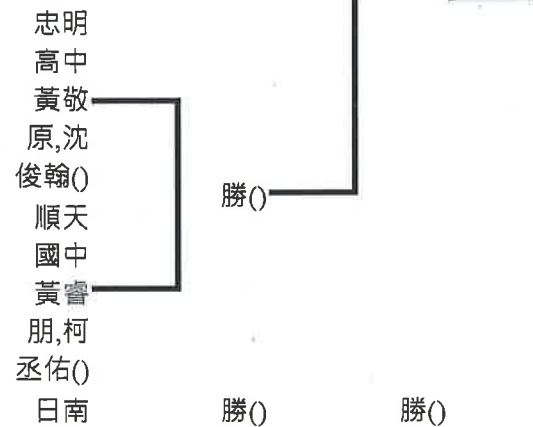 忠明
高中
黃敬
原,沈
俊翰()
順天
國中
黃睿
朋,柯
丞佑()
勝()
日南 勝() 勝()